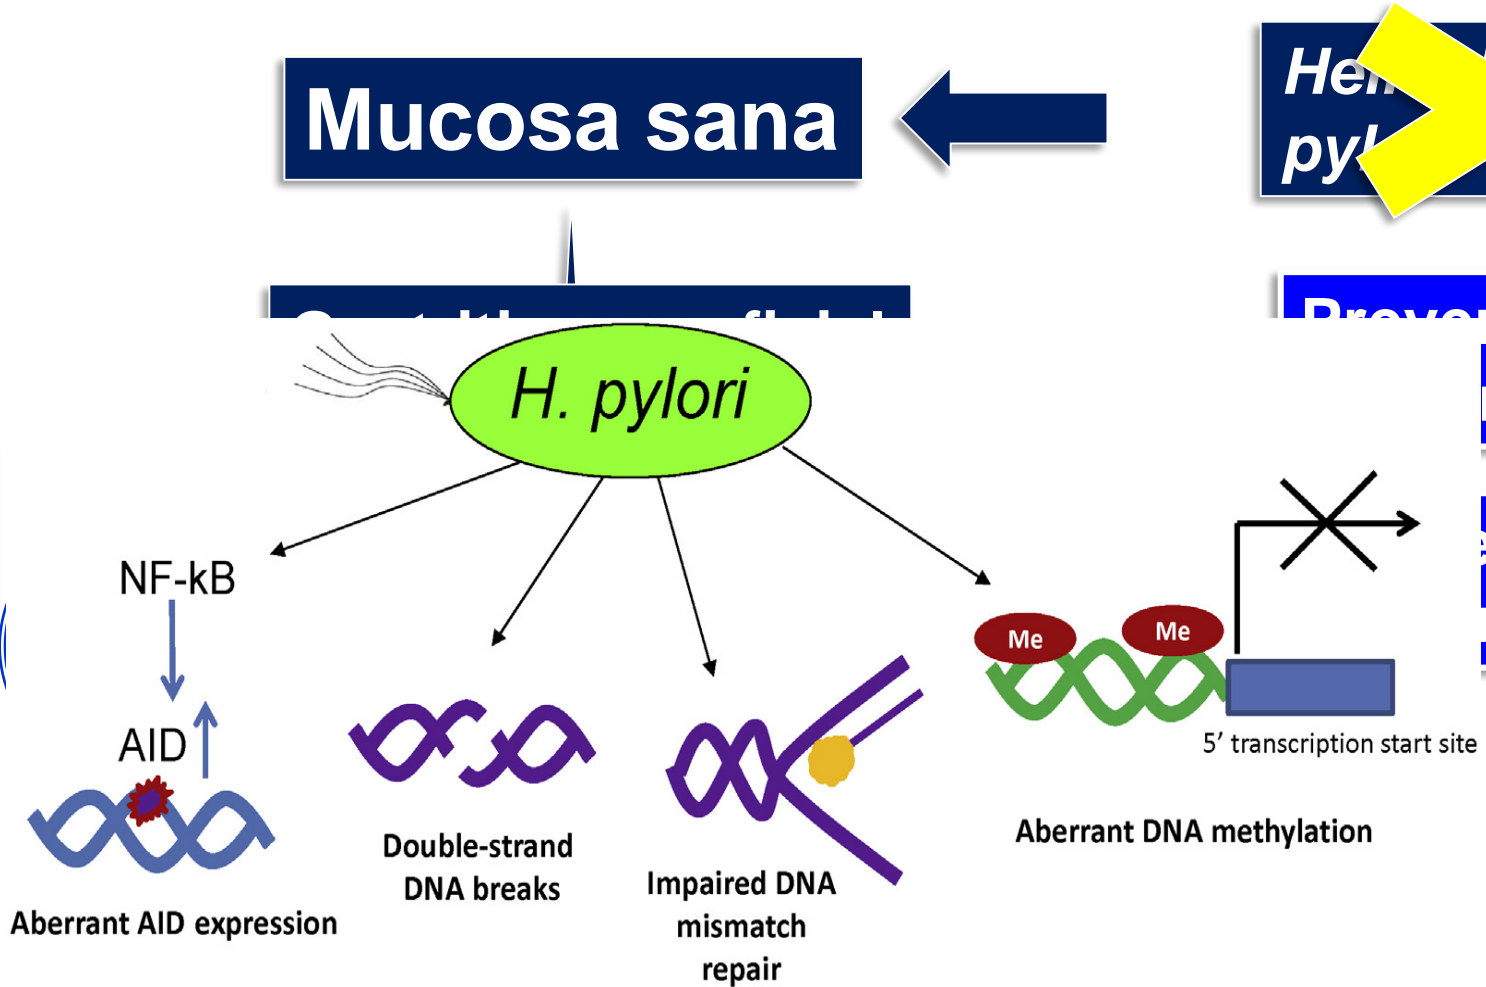 Mucosa sana
H. pylori
NF-kB
AID
Me
Me
5’ transcription start site
Aberrant AID expression
Double-strand
DNA breaks
Impaired DNA
mismatch
repair
Aberrant DNA methylation